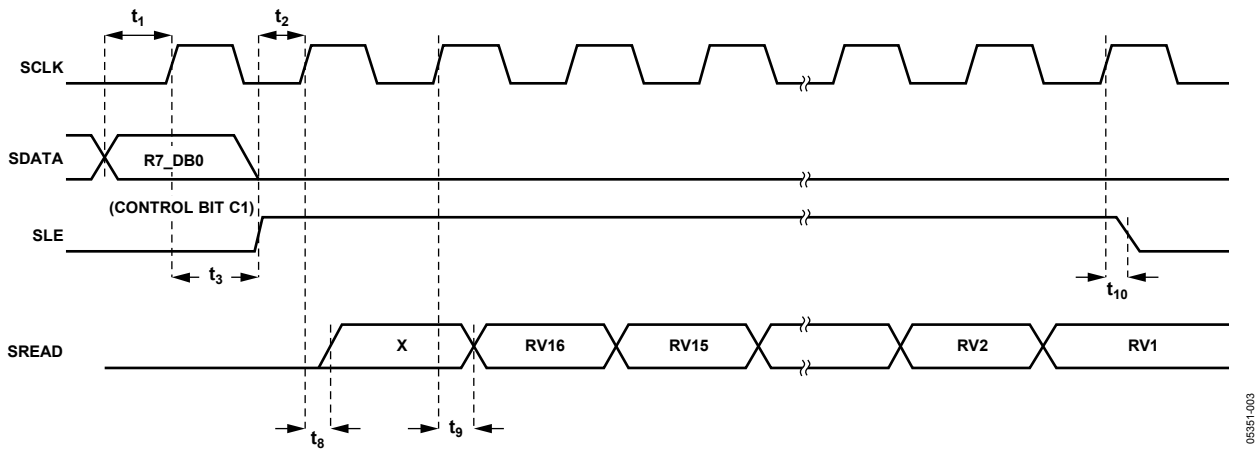 t1
t2
SCLK
SDATA
R7_DB0
(CONTROL BIT C1)
SLE
t3
t10
SREAD
X
RV16
RV15
RV2
RV1
t8
t9
05351-003